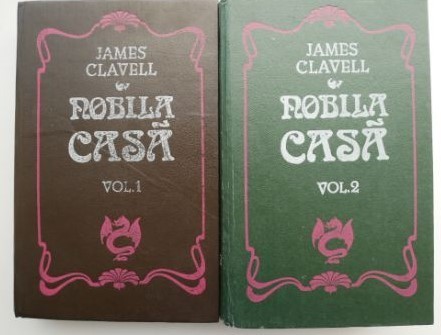 JAMES
CLAVELL
NOBILA
CASĂ
VOL.1
JAMES
CLAVELL
NOBILA
CASĂ
VOL.2